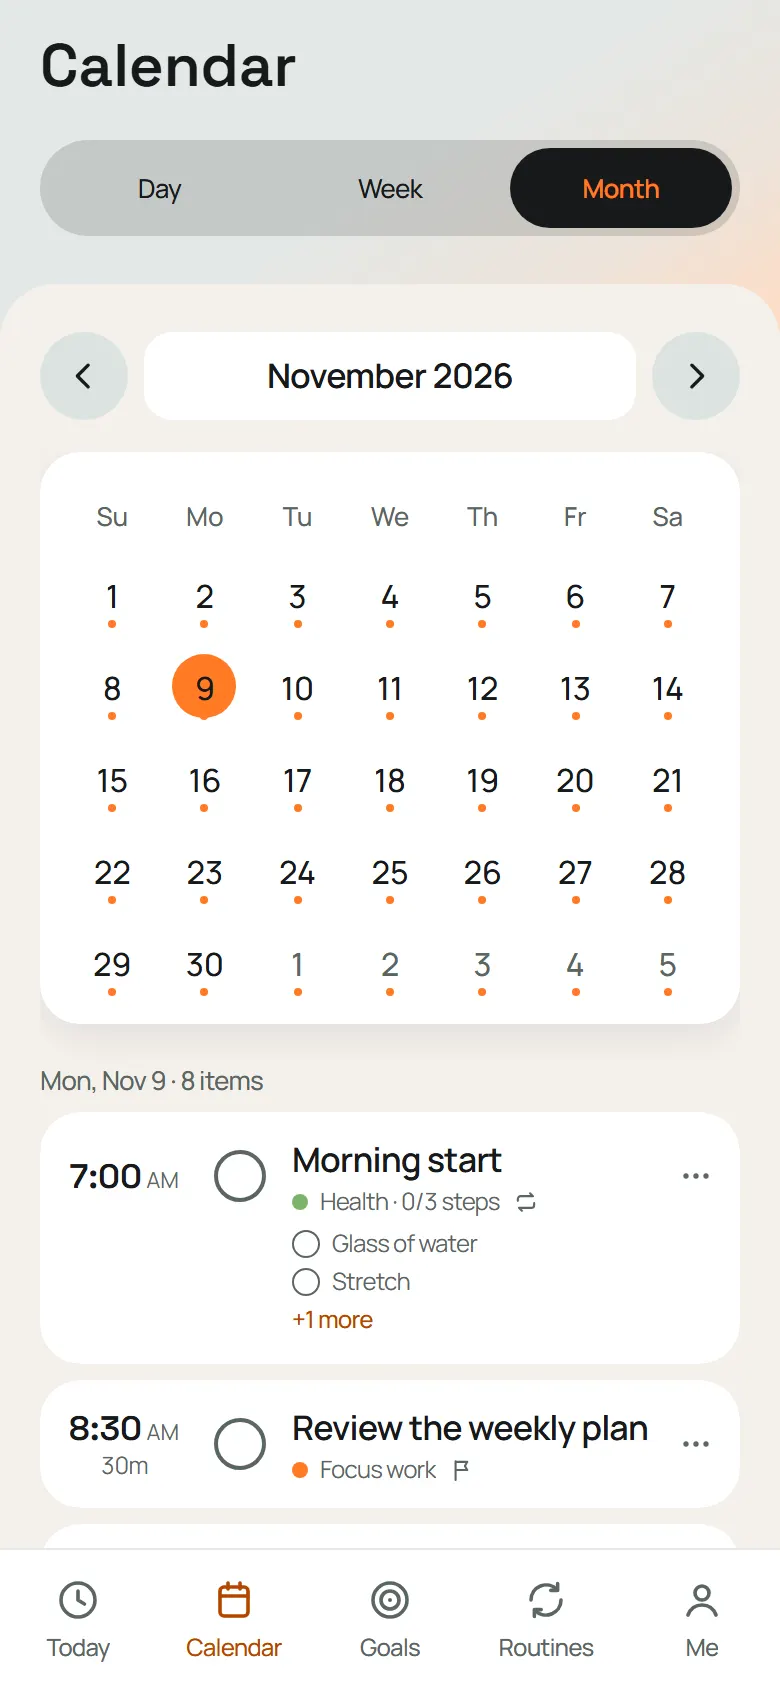 Calendar
Day Week Month
November 2026
Su Mo Tu We Th Fr Sa
1 2 3 4 5 6 7
8 9 10 11 12 13 14
15 16 17 18 19 20 21
22 23 24 25 26 27 28
29 30 1 2 3 4 5
Mon, Nov 9 · 8 items
7:00 AM Morning start
Health · 0/3 steps
Glass of water
Stretch
+1 more
8:30 AM Review the weekly plan
30m Focus work
Today Calendar Goals Routines Me